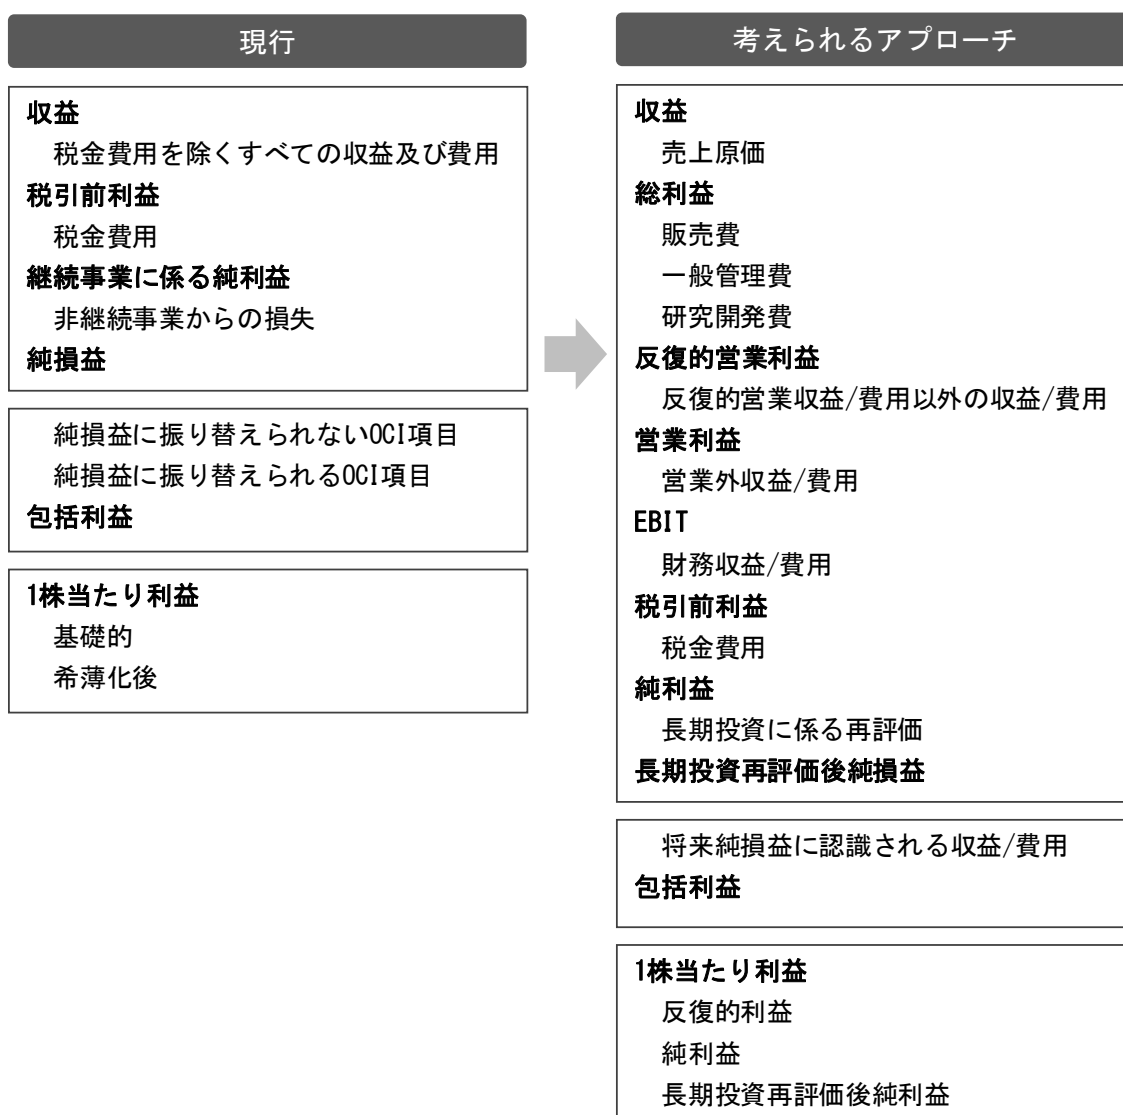 現行
収益
税金費用を除くすべての収益及び費用
税引前利益
税金費用
継続事業に係る純利益
非継続事業からの損失
純損益
純損益に振り替えられないOCI項目
純損益に振り替えられるOCI項目
包括利益
1株当たり利益
基礎的
希薄化後
考えられるアプローチ
収益
売上原価
総利益
販売費
一般管理費
研究開発費
反復的営業利益
反復的営業収益/費用以外の収益/費用
営業利益
営業外収益/費用
EBIT
財務収益/費用
税引前利益
税金費用
純利益
長期投資に係る再評価
長期投資再評価後純損益
将来純損益に認識される収益/費用
包括利益
1株当たり利益
反復的利益
純利益
長期投資再評価後純利益